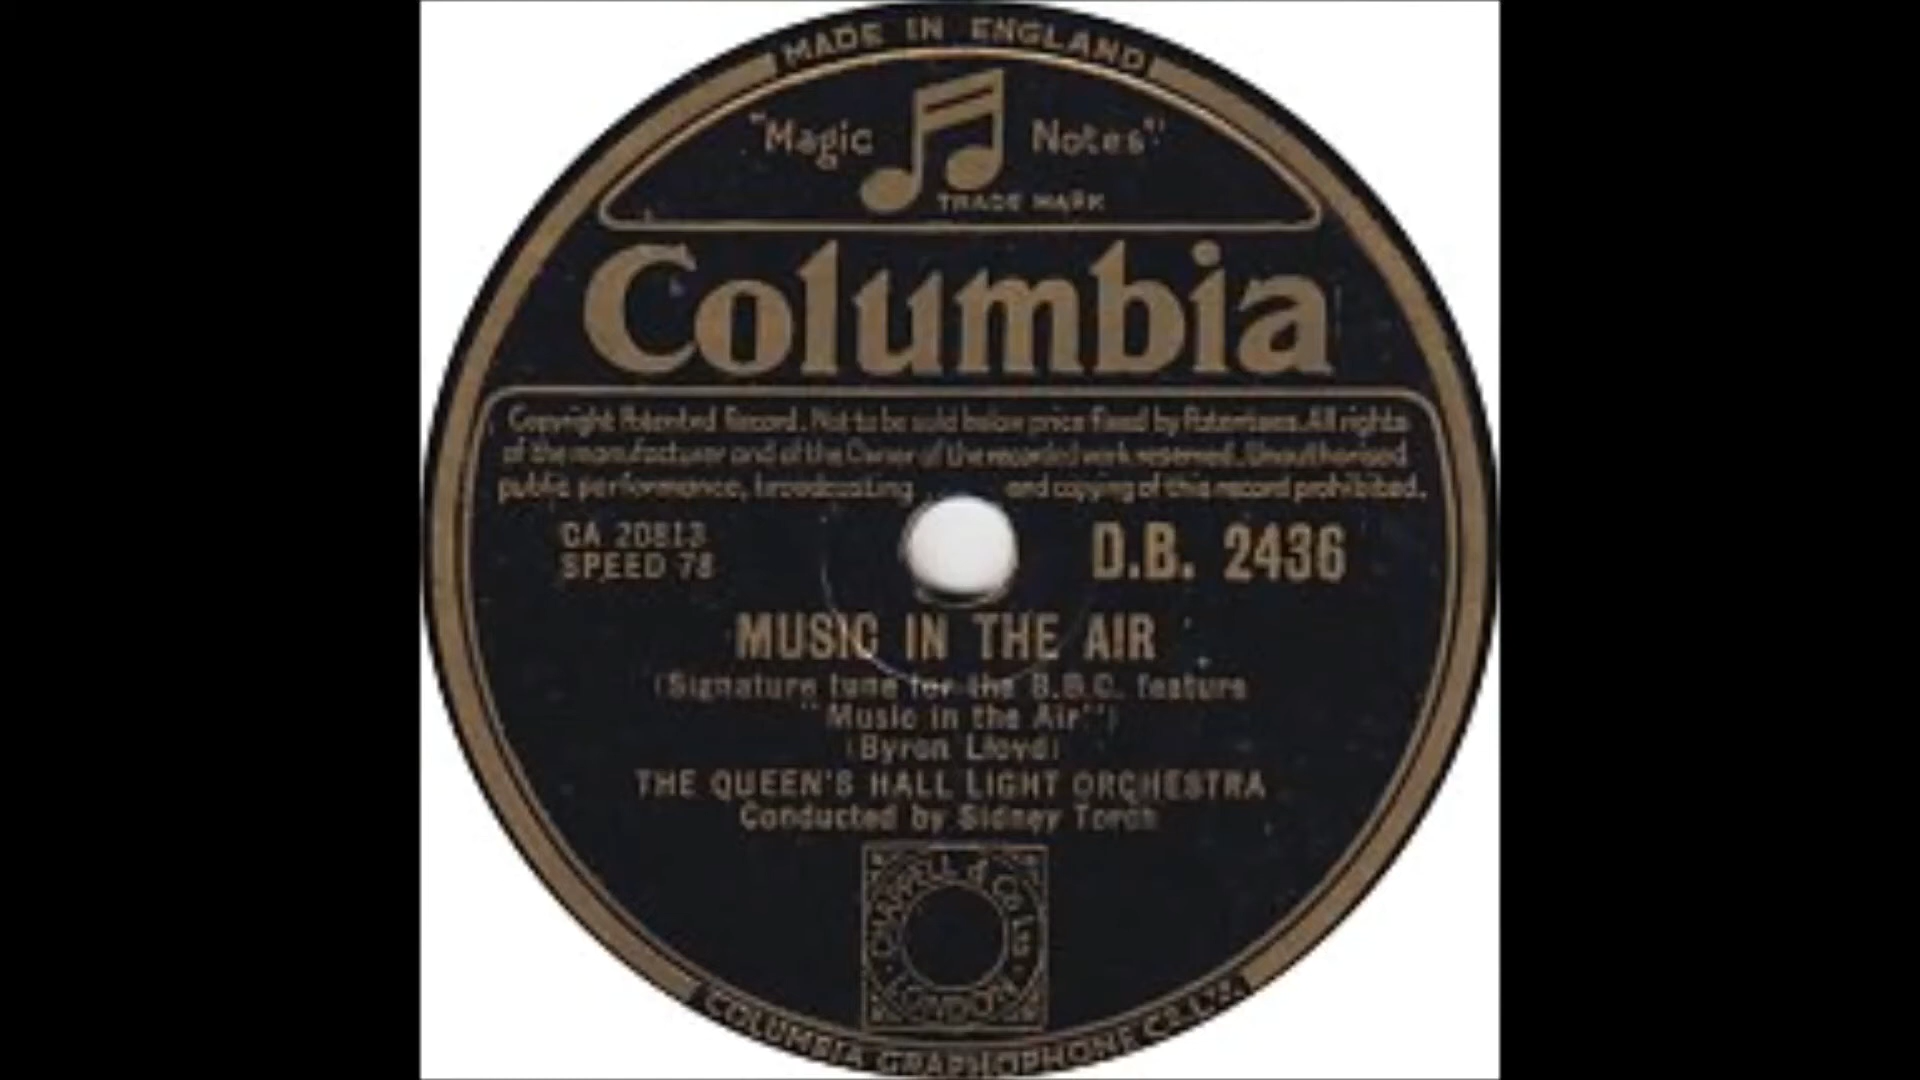 MADE IN ENGLAND
"Magic Notes"
TRADE MARK
Columbia
Copyright Patented Record. Not to be sold below price fixed by Patentees. All rights
of the manufacturer and of the Owner of the recorded work reserved. Unauthorised
public performance, broadcasting and copying of this record prohibited.
CA 20813
SPEED 78
D.B. 2436
MUSIC IN THE AIR
(Signature tune for the B.B.C. feature
"Music in the Air")
(Byron Lloyd)
THE QUEEN'S HALL LIGHT ORCHESTRA
Conducted by Sidney Torch
CHAPPELL & Co LTD
LONDON
COLUMBIA GRAPHOPHONE CO. LTD.